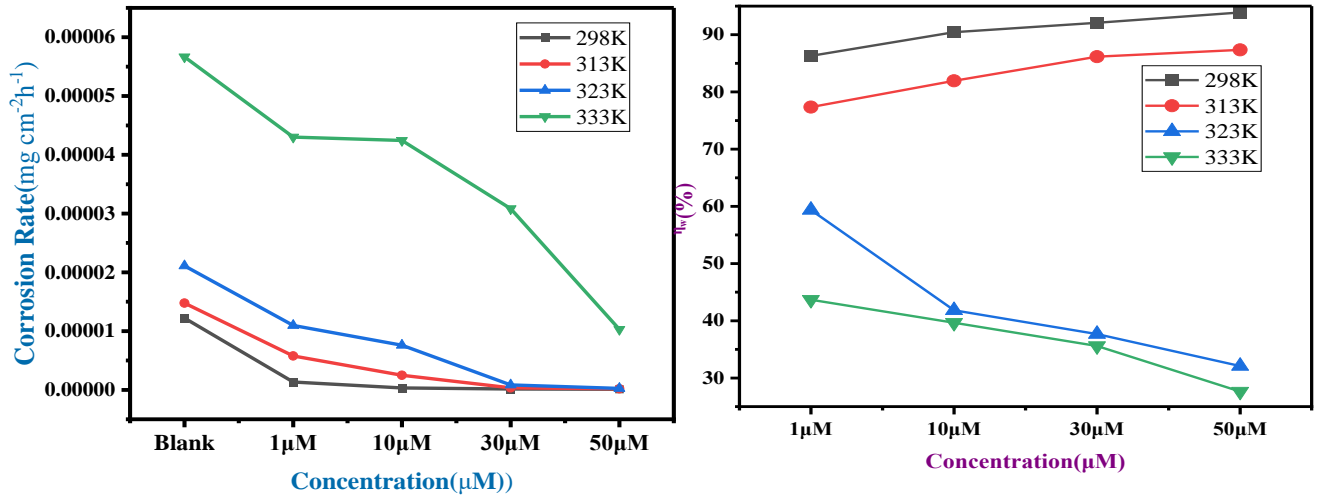 Corrosion Rate(mg cm-2h-1)
0.00006
0.00005
0.00004
0.00003
0.00002
0.00001
0.00000
298K
313K
323K
333K
Blank 1μM 10μM 30μM 50μM
Concentration(μM))
ηw(%)
90
80
70
60
50
40
30
298K
313K
323K
333K
1μM 10μM 30μM 50μM
Concentration(μM)